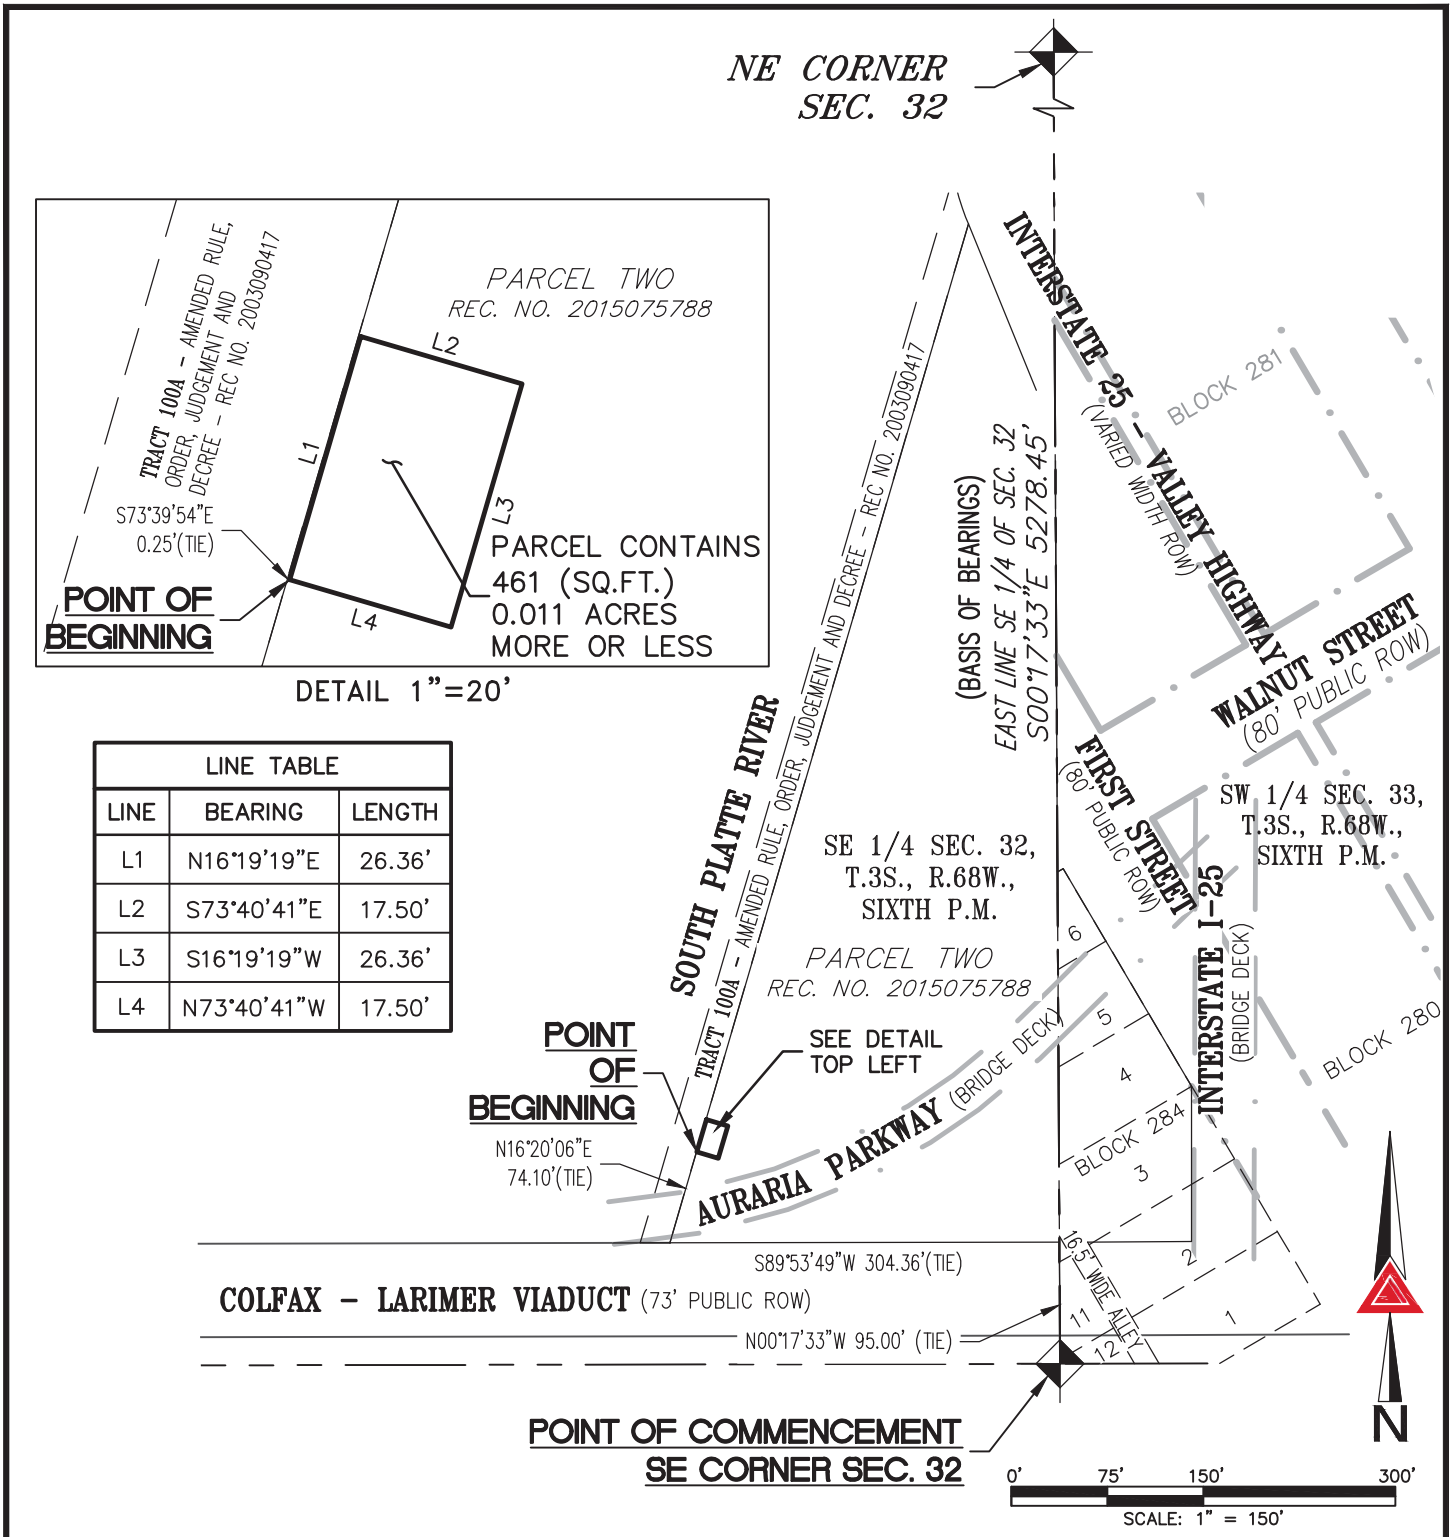 NE CORNER
SEC. 32
TRACT 100A - AMENDED RULE,
ORDER, JUDGEMENT AND
DECREE - REC NO. 2003090417
PARCEL TWO
REC. NO. 2015075788
L2
L1
L3
L4
S73°39'54"E
0.25'(TIE)
POINT OF
BEGINNING
PARCEL CONTAINS
461 (SQ.FT.)
0.011 ACRES
MORE OR LESS
DETAIL 1"=20'
LINE TABLE
LINE BEARING LENGTH
L1 N16°19'19"E 26.36'
L2 S73°40'41"E 17.50'
L3 S16°19'19"W 26.36'
L4 N73°40'41"W 17.50'
INTERSTATE 25 - VALLEY HIGHWAY
(VARIED WIDTH ROW)
BLOCK 281
(BASIS OF BEARINGS)
EAST LINE SE 1/4 OF SEC. 32
S00°17'33"E 5278.45'
WALNUT STREET
(80' PUBLIC ROW)
FIRST STREET
(80' PUBLIC ROW)
SW 1/4 SEC. 33,
T.3S., R.68W.,
SIXTH P.M.
SOUTH PLATTE RIVER
TRACT 100A - AMENDED RULE, ORDER, JUDGEMENT AND DECREE - REC NO. 2003090417
SE 1/4 SEC. 32,
T.3S., R.68W.,
SIXTH P.M.
PARCEL TWO
REC. NO. 2015075788
INTERSTATE I-25
(BRIDGE DECK)
BLOCK 280
6
5
4
BLOCK 284
3
2
1
11
12
16.5' WIDE ALLEY
POINT
OF
BEGINNING
SEE DETAIL
TOP LEFT
N16°20'06"E
74.10'(TIE)
AURARIA PARKWAY (BRIDGE DECK)
S89°53'49"W 304.36'(TIE)
COLFAX - LARIMER VIADUCT (73' PUBLIC ROW)
N00°17'33"W 95.00' (TIE)
POINT OF COMMENCEMENT
SE CORNER SEC. 32
N
0' 75' 150' 300'
SCALE: 1" = 150'